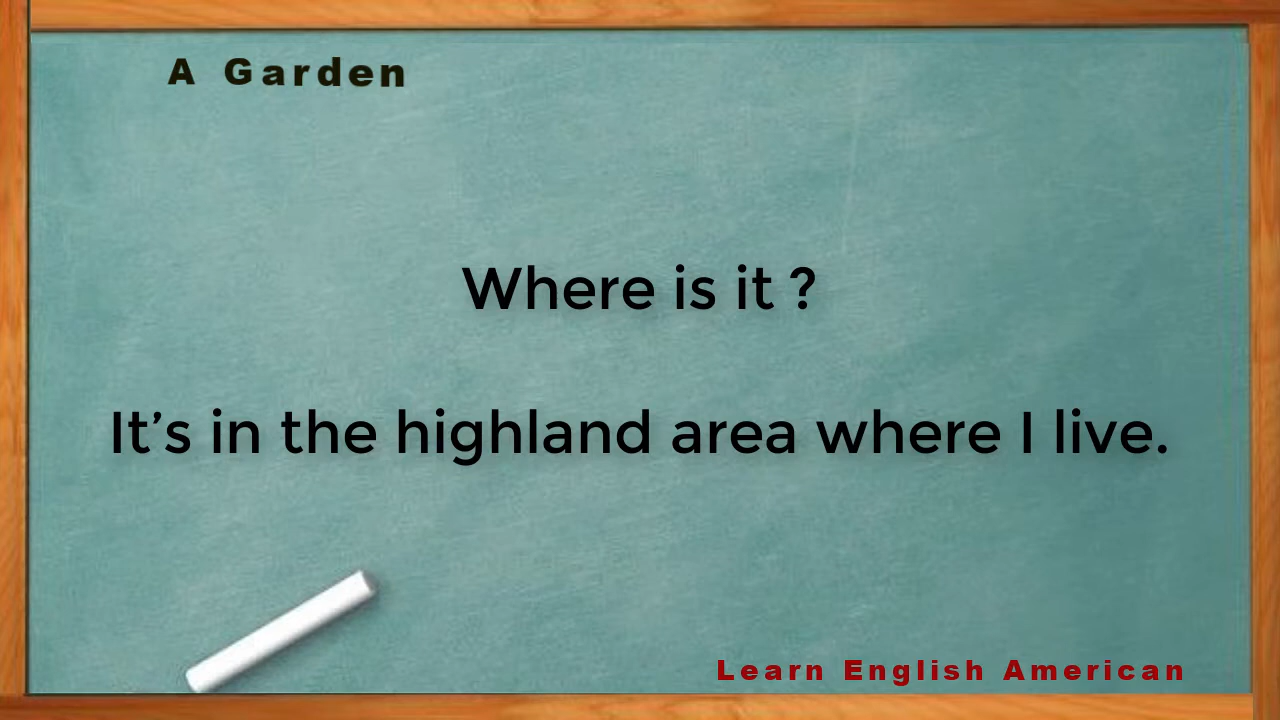 A Garden
Where is it ?
It’s in the highland area where I live.
Learn English American